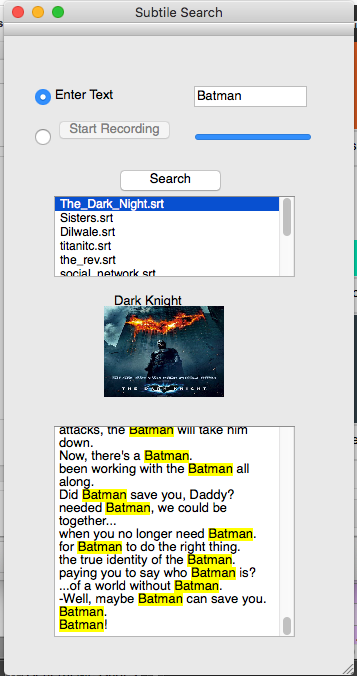 Subtile Search
Enter Text
Batman
Start Recording
Search
The_Dark_Night.srt
Sisters.srt
Dilwale.srt
titanitc.srt
the_rev.srt
social_network.srt
Dark Knight
THE DARK KNIGHT
attacks, the Batman will take him
down.
Now, there's a Batman.
been working with the Batman all
along.
Did Batman save you, Daddy?
needed Batman, we could be
together...
when you no longer need Batman.
for Batman to do the right thing.
the true identity of the Batman.
paying you to say who Batman is?
...of a world without Batman.
-Well, maybe Batman can save you.
Batman.
Batman!